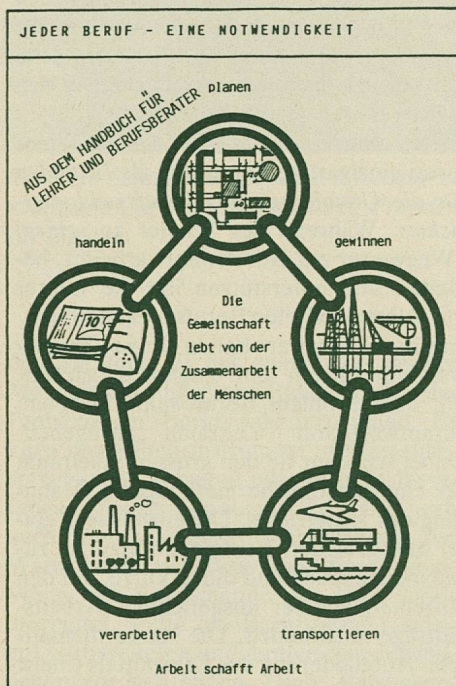 JEDER BERUF - EINE NOTWENDIGKEIT
AUS DEM HANDBUCH FÜR
LEHRER UND BERUFSBERATER
planen
handeln
gewinnen
10
Die
Gemeinschaft
lebt von der
Zusammenarbeit
der Menschen
verarbeiten
transportieren
Arbeit schafft Arbeit